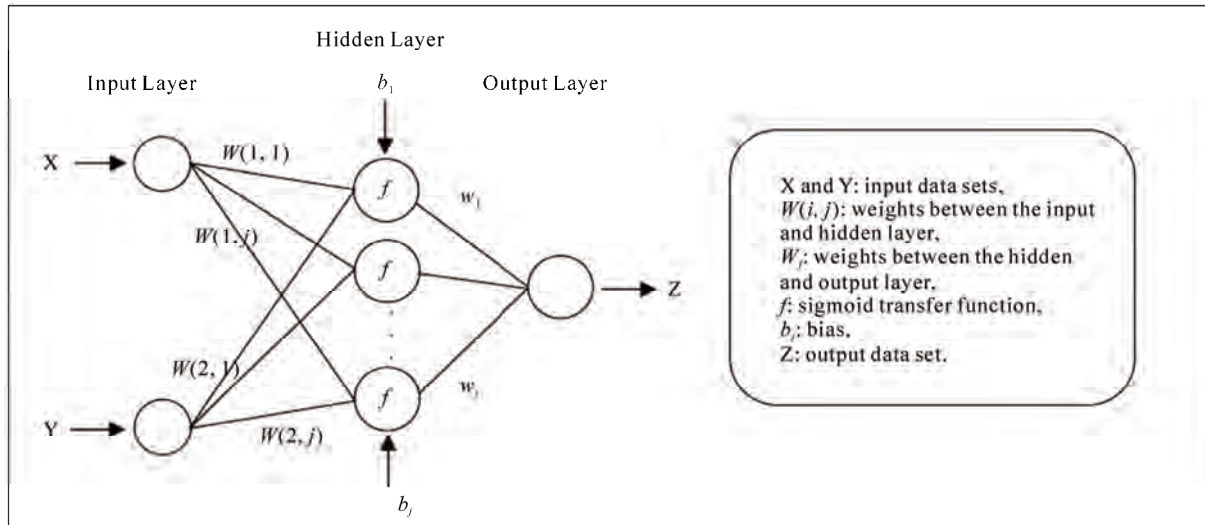 Hidden Layer
Input Layer
b₁
Output Layer
X
W(1, 1)
f
w₁
W(1, j)
f
Z
W(2, 1)
f
wⱼ
Y
W(2, j)
bⱼ
X and Y: input data sets,
W(i, j): weights between the input
and hidden layer,
Wⱼ: weights between the hidden
and output layer,
f: sigmoid transfer function,
bⱼ: bias,
Z: output data set.